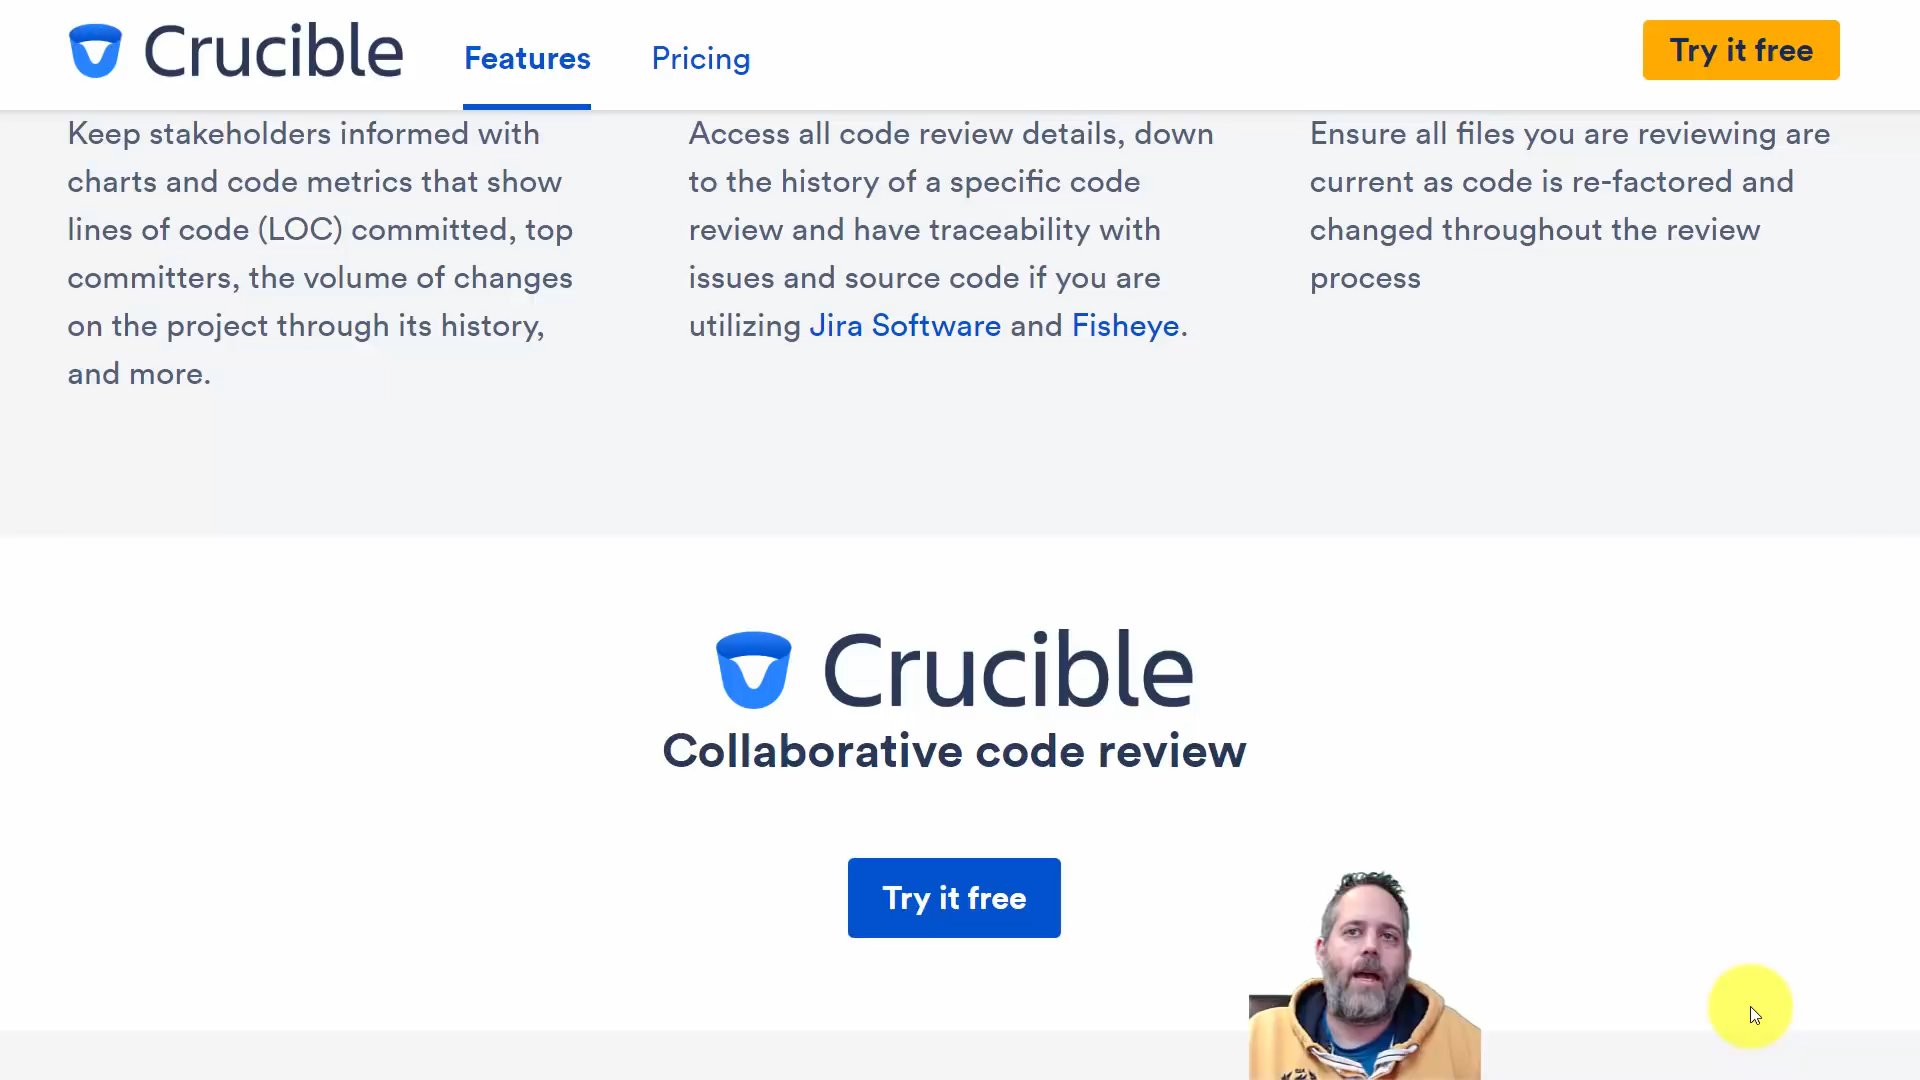 Crucible
Features
Pricing
Try it free
Keep stakeholders informed with
charts and code metrics that show
lines of code (LOC) committed, top
committers, the volume of changes
on the project through its history,
and more.
Access all code review details, down
to the history of a specific code
review and have traceability with
issues and source code if you are
utilizing Jira Software and Fisheye.
Ensure all files you are reviewing are
current as code is re-factored and
changed throughout the review
process
Crucible
Collaborative code review
Try it free